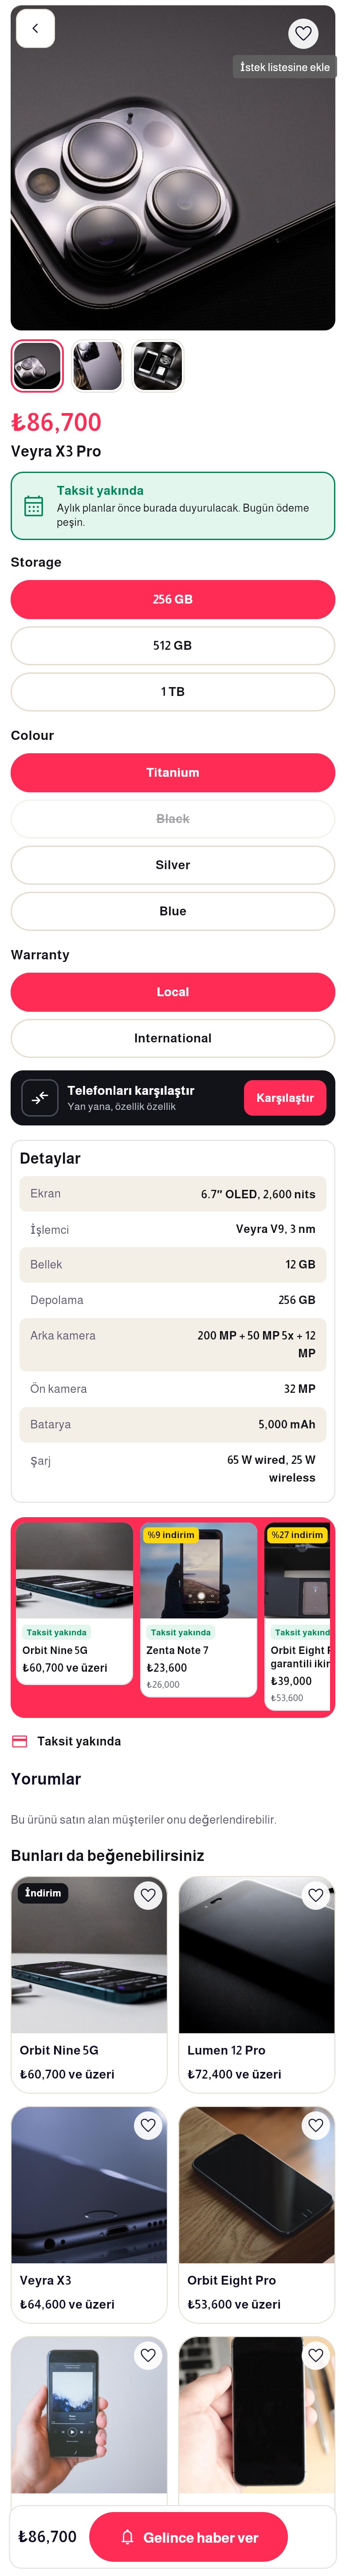 İstek listesine ekle
₺86,700
Veyra X3 Pro
Taksit yakında
Aylık planlar önce burada duyurulacak. Bugün ödeme
peşin.
Storage
256 GB
512 GB
1 TB
Colour
Titanium
Black
Silver
Blue
Warranty
Local
International
Telefonları karşılaştır
Yan yana, özellik özellik
Karşılaştır
Detaylar
Ekran 6.7″ OLED, 2,600 nits
İşlemci Veyra V9, 3 nm
Bellek 12 GB
Depolama 256 GB
Arka kamera 200 MP + 50 MP 5x + 12
MP
Ön kamera 32 MP
Batarya 5,000 mAh
Şarj 65 W wired, 25 W
wireless
Taksit yakında
Orbit Nine 5G
₺60,700 ve üzeri
%9 indirim
Taksit yakında
Zenta Note 7
₺23,600
₺26,000
%27 indirim
Taksit yakınd
Orbit Eight
garantili ikir
₺39,000
₺53,600
Taksit yakında
Yorumlar
Bu ürünü satın alan müşteriler onu değerlendirebilir.
Bunları da beğenebilirsiniz
İndirim
Orbit Nine 5G
₺60,700 ve üzeri
Lumen 12 Pro
₺72,400 ve üzeri
Veyra X3
₺64,600 ve üzeri
Orbit Eight Pro
₺53,600 ve üzeri
₺86,700
Gelince haber ver